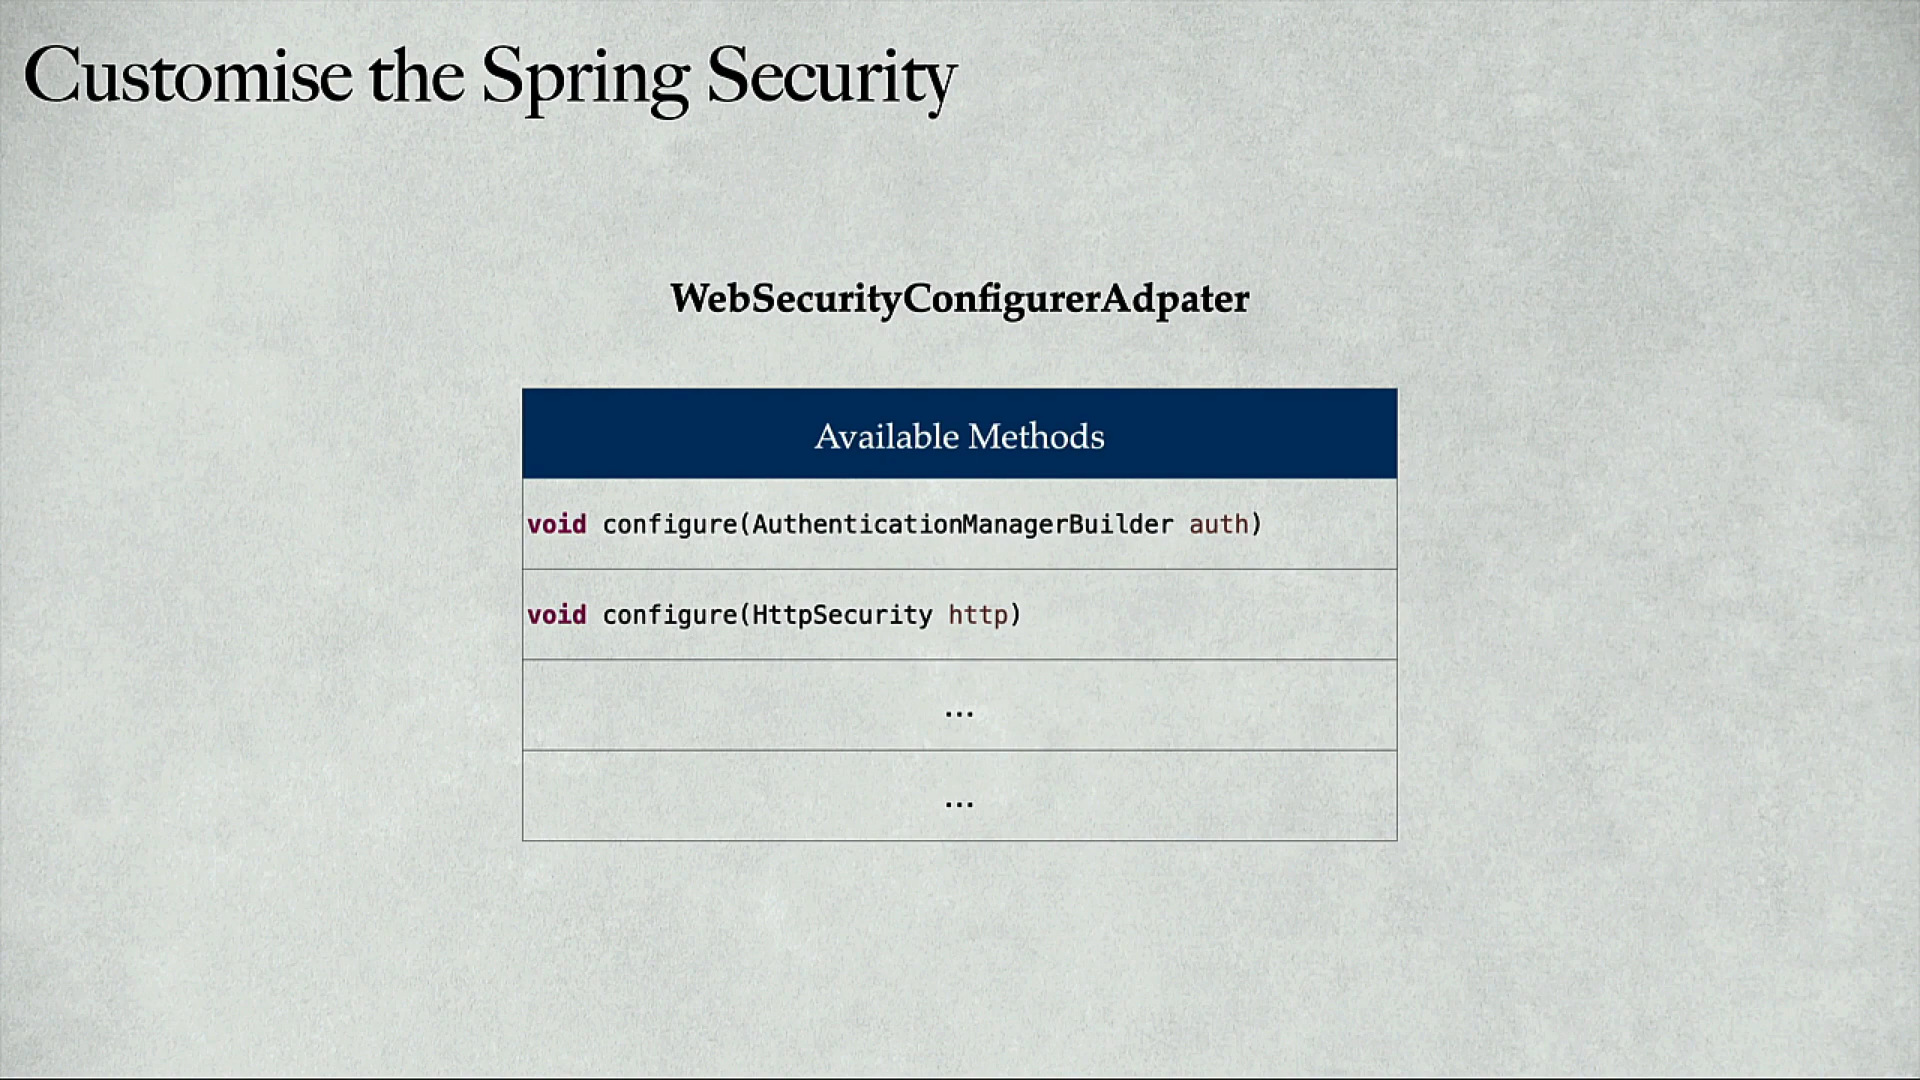 Customise the Spring Security
WebSecurityConfigurerAdpater
Available Methods
void configure(AuthenticationManagerBuilder auth)
void configure(HttpSecurity http)
...
...